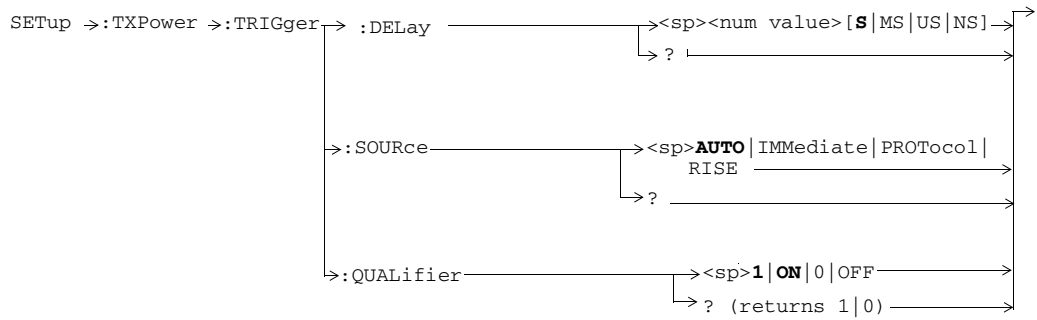 SETup :TXPower :TRIGger :DELay <sp><num value>[S|MS|US|NS]
?
:SOURce <sp>AUTO|IMMediate|PROTocol|
RISE
?
:QUALifier <sp>1|ON|0|OFF
? (returns 1|0)